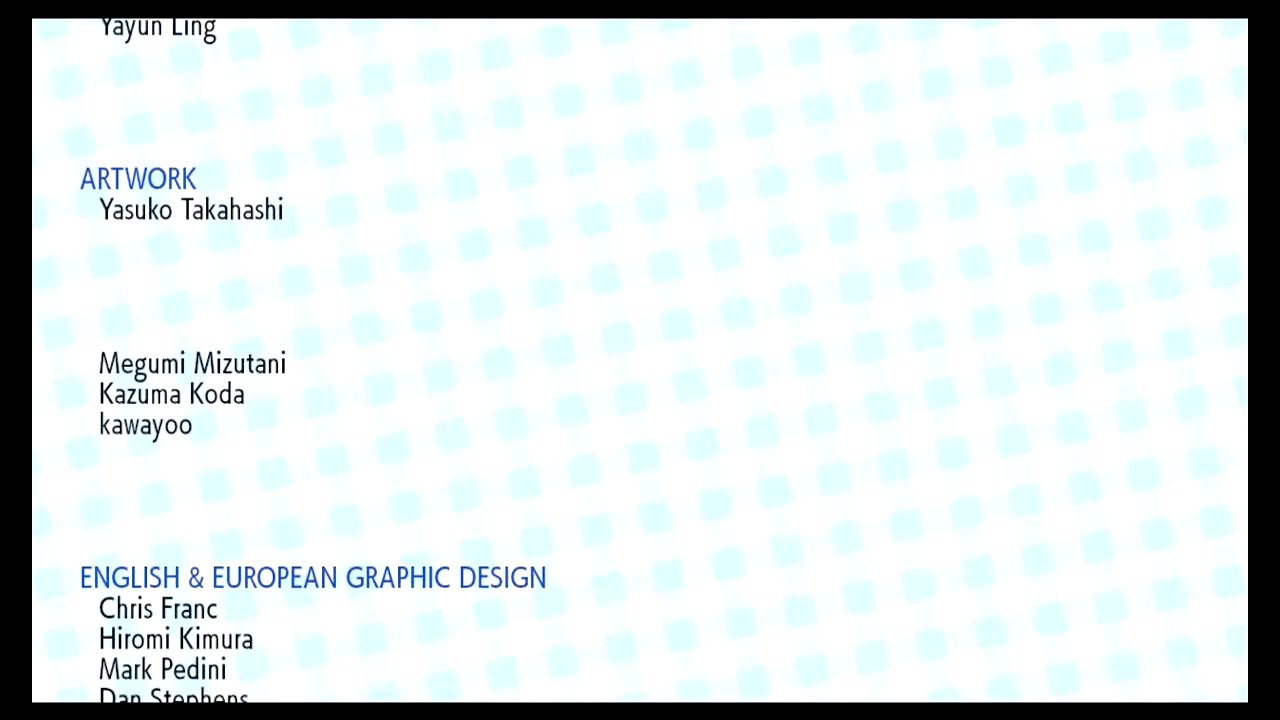 Yayun Ling
ARTWORK
Yasuko Takahashi
Megumi Mizutani
Kazuma Koda
kawayoo
ENGLISH & EUROPEAN GRAPHIC DESIGN
Chris Franc
Hiromi Kimura
Mark Pedini
Dan Stephens